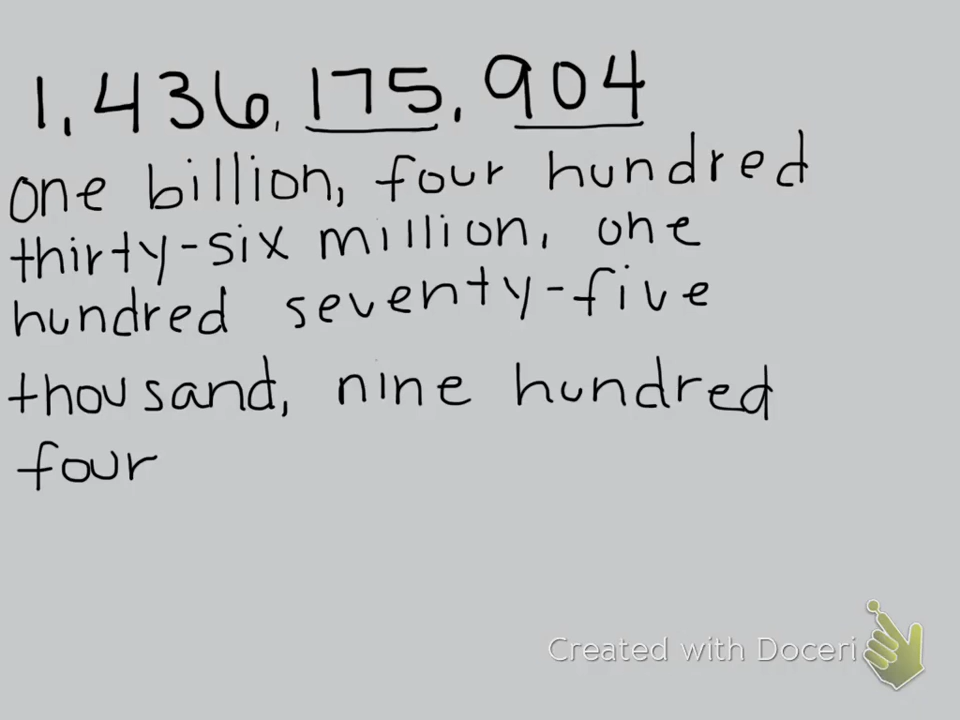 1,436,175,904
one billion, four hundred
thirty-six million, one
hundred seventy-five
thousand, nine hundred
four
Created with Doceri